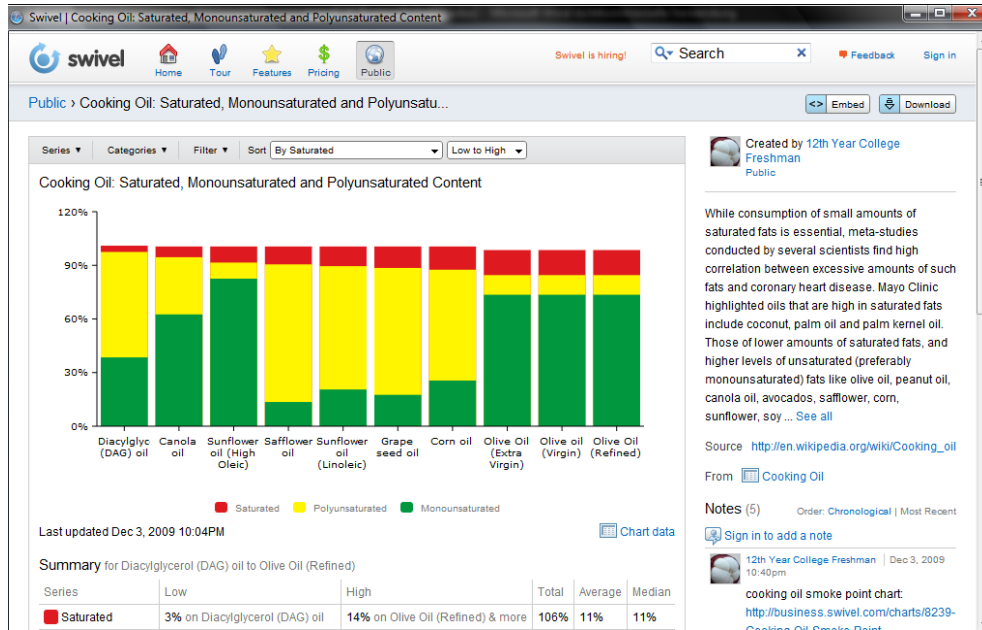 Swivel | Cooking Oil: Saturated, Monounsaturated and Polyunsaturated Content
swivel
Home
Tour
Features
Pricing
Public
Swivel is hiring!
Search
Feedback
Sign in
Public › Cooking Oil: Saturated, Monounsaturated and Polyunsatu...
Embed
Download
Series ▼
Categories ▼
Filter ▼
Sort
By Saturated
Low to High
Cooking Oil: Saturated, Monounsaturated and Polyunsaturated Content
120%
90%
60%
30%
0%
Diacylglyc
(DAG) oil
Canola
oil
Sunflower
oil (High
Oleic)
Safflower
oil
Sunflower
oil
(Linoleic)
Grape
seed oil
Corn oil
Olive Oil
(Extra
Virgin)
Olive oil
(Virgin)
Olive Oil
(Refined)
Saturated
Polyunsaturated
Monounsaturated
Last updated Dec 3, 2009 10:04PM
Chart data
Summary for Diacylglycerol (DAG) oil to Olive Oil (Refined)
Series Low High Total Average Median
Saturated 3% on Diacylglycerol (DAG) oil 14% on Olive Oil (Refined) & more 106% 11% 11%
Created by 12th Year College
Freshman
Public
While consumption of small amounts of
saturated fats is essential, meta-studies
conducted by several scientists find high
correlation between excessive amounts of such
fats and coronary heart disease. Mayo Clinic
highlighted oils that are high in saturated fats
include coconut, palm oil and palm kernel oil.
Those of lower amounts of saturated fats, and
higher levels of unsaturated (preferably
monounsaturated) fats like olive oil, peanut oil,
canola oil, avocados, safflower, corn,
sunflower, soy ... See all
Source http://en.wikipedia.org/wiki/Cooking_oil
From Cooking Oil
Notes (5) Order: Chronological | Most Recent
Sign in to add a note
12th Year College Freshman | Dec 3, 2009
10:40pm
cooking oil smoke point chart:
http://business.swivel.com/charts/8239-
Cooking-Oil-Smoke-Point